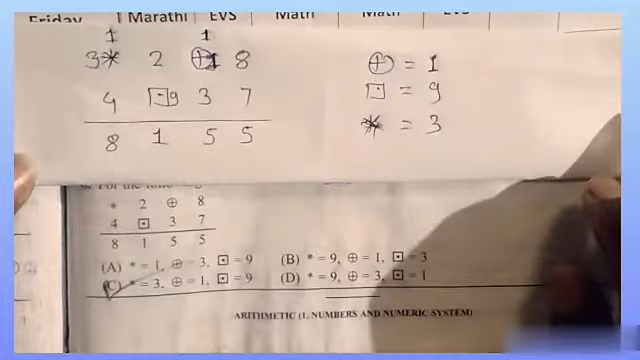 Friday Marathi EVS Math Math EVS
1 1
3* 2 ⊕1 8
4 ⊡9 3 7
8 1 5 5
⊕ = 1
⊡ = 9
* = 3
* 2 ⊕ 8
4 ⊡ 3 7
8 1 5 5
(A) * = 1, ⊕ = 3, ⊡ = 9 (B) * = 9, ⊕ = 1, ⊡ = 3
(C) * = 3, ⊕ = 1, ⊡ = 9 (D) * = 9, ⊕ = 3, ⊡ = 1
ARITHMETIC (1. NUMBERS AND NUMERIC SYSTEM)